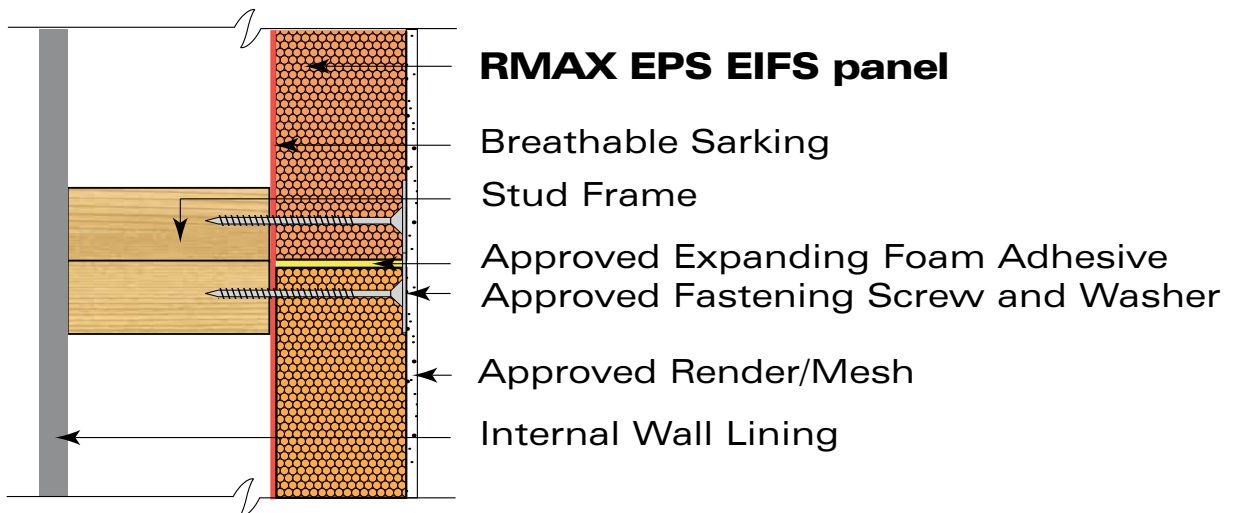 RMAX EPS EIFS panel
Breathable Sarking
Stud Frame
Approved Expanding Foam Adhesive
Approved Fastening Screw and Washer
Approved Render/Mesh
Internal Wall Lining